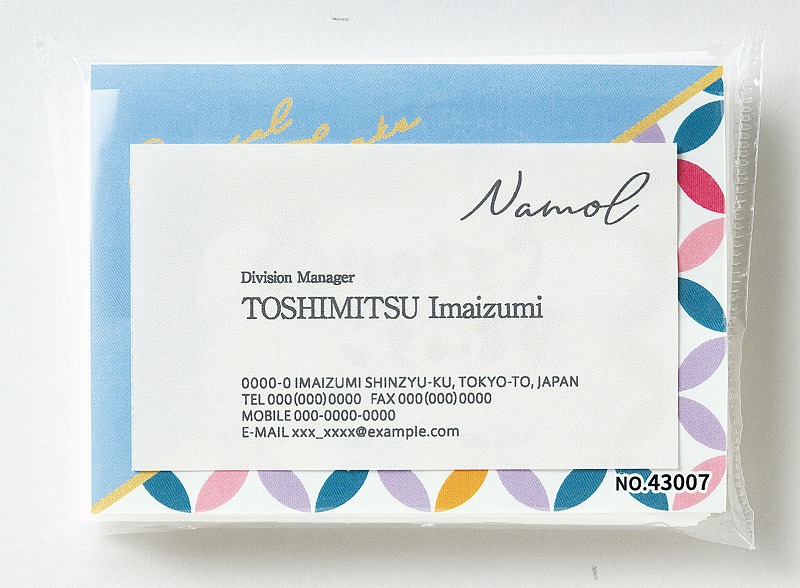 Namol
Division Manager
TOSHIMITSU Imaizumi
0000-0 IMAIZUMI SHINZYU-KU, TOKYO-TO, JAPAN
TEL 000(000)0000 FAX 000(000)0000
MOBILE 000-0000-0000
E-MAIL xxx_xxxx@example.com
NO.43007